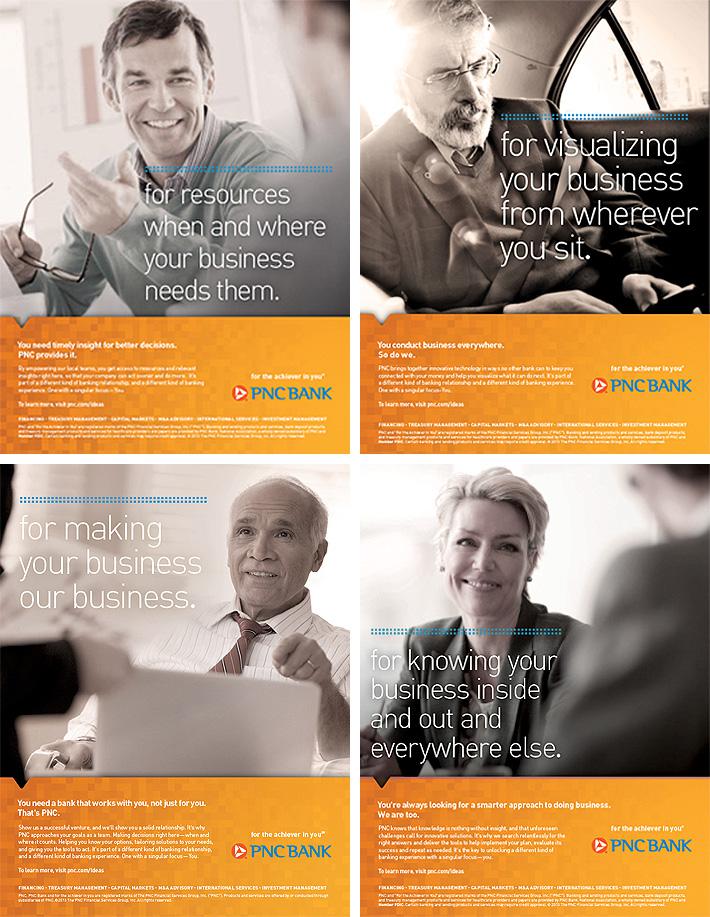 for resources
when and where
your business
needs them.
You need timely insight for better decisions.
PNC provides it.
By empowering our local teams, you get access to resources and relevant
insights right here, so that your company can act sooner and do more. It's
part of a different kind of banking relationship, and a different kind of banking
experience. One with a singular focus—You.
To learn more, visit pnc.com/ideas
for the achiever in you®
PNC BANK
FINANCING • TREASURY MANAGEMENT • CAPITAL MARKETS • M&A ADVISORY • INTERNATIONAL SERVICES • INVESTMENT MANAGEMENT
for visualizing
your business
from wherever
you sit.
You conduct business everywhere.
So do we.
PNC brings together innovative technology in ways no other bank can to keep you
connected with your money and help you visualize what it can do next. It's part of
a different kind of banking relationship and a different kind of banking experience.
One with a singular focus–You.
To learn more, visit pnc.com/ideas
for the achiever in you®
PNC BANK
FINANCING • TREASURY MANAGEMENT • CAPITAL MARKETS • M&A ADVISORY • INTERNATIONAL SERVICES • INVESTMENT MANAGEMENT
for making
your business
our business.
You need a bank that works with you, not just for you.
That's PNC.
Show us a successful venture, and we'll show you a solid relationship. It's why
PNC approaches your goals as a team. Making decisions right here—when and
where it counts. Helping you know your options, tailoring solutions to your needs,
and giving you the tools to act. It's part of a different kind of banking relationship,
and a different kind of banking experience. One with a singular focus—You.
To learn more, visit pnc.com/ideas
for the achiever in you®
PNC BANK
FINANCING • TREASURY MANAGEMENT • CAPITAL MARKETS • M&A ADVISORY • INTERNATIONAL SERVICES • INVESTMENT MANAGEMENT
for knowing your
business inside
and out and
everywhere else.
You're always looking for a smarter approach to doing business.
We are too.
PNC knows that knowledge is nothing without insight, and that unforeseen
challenges call for innovative solutions. It's why we search relentlessly for the
right answers and deliver the tools to help implement your plan, evaluate its
success and repeat as needed. It's the key to unlocking a different kind of
banking experience with a singular focus—you.
To learn more, visit pnc.com/ideas
for the achiever in you®
PNC BANK
FINANCING • TREASURY MANAGEMENT • CAPITAL MARKETS • M&A ADVISORY • INTERNATIONAL SERVICES • INVESTMENT MANAGEMENT